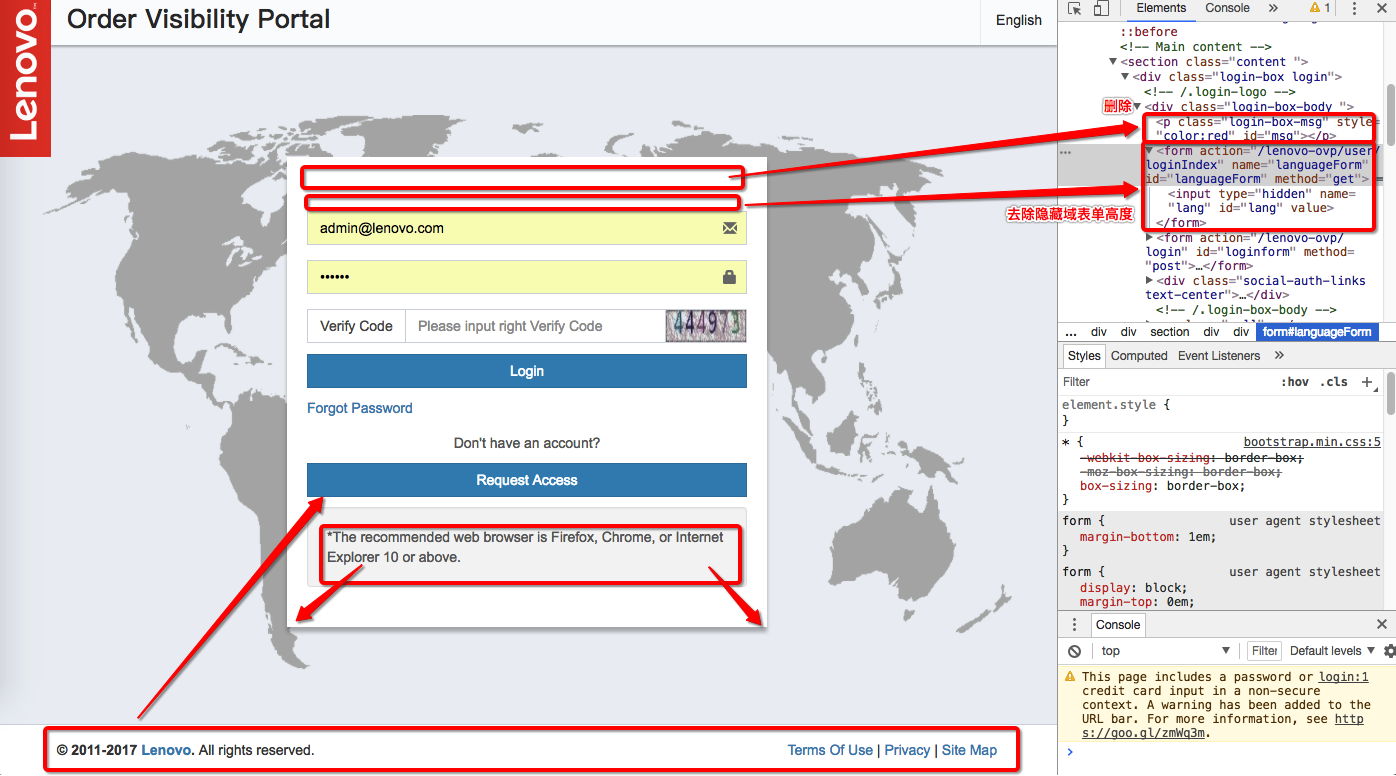 Lenovo
Order Visibility Portal
English
admin@lenovo.com
••••••
Verify Code
Please input right Verify Code
444973
Login
Forgot Password
Don't have an account?
Request Access
*The recommended web browser is Firefox, Chrome, or Internet
Explorer 10 or above.
© 2011-2017 Lenovo. All rights reserved.
Terms Of Use | Privacy | Site Map
Elements
Console
»
1
::before
<!-- Main content -->
▼<section class="content ">
▼<div class="login-box login">
<!-- /.login-logo -->
删除
▼<div class="login-box-body ">
<p class="login-box-msg" style=
"color:red" id="msg"></p>
…
▼<form action="/lenovo-ovp/user/
loginIndex" name="languageForm"
id="languageForm" method="get">
<input type="hidden" name=
"lang" id="lang" value>
</form>
去除隐藏域表单高度
▶<form action="/lenovo-ovp/
login" id="loginform" method=
"post">…</form>
▶<div class="social-auth-links
text-center">…</div>
<!-- /.login-box-body -->
… div div section div div form#languageForm
Styles Computed Event Listeners »
Filter :hov .cls +
element.style {
}
* { bootstrap.min.css:5
-webkit-box-sizing: border-box;
-moz-box-sizing: border-box;
box-sizing: border-box;
}
form { user agent stylesheet
margin-bottom: 1em;
}
form { user agent stylesheet
display: block;
margin-top: 0em;
Console
top ▼ Filter Default levels ▼
This page includes a password or login:1
credit card input in a non-secure
context. A warning has been added to the
URL bar. For more information, see http
s://goo.gl/zmWq3m.
>